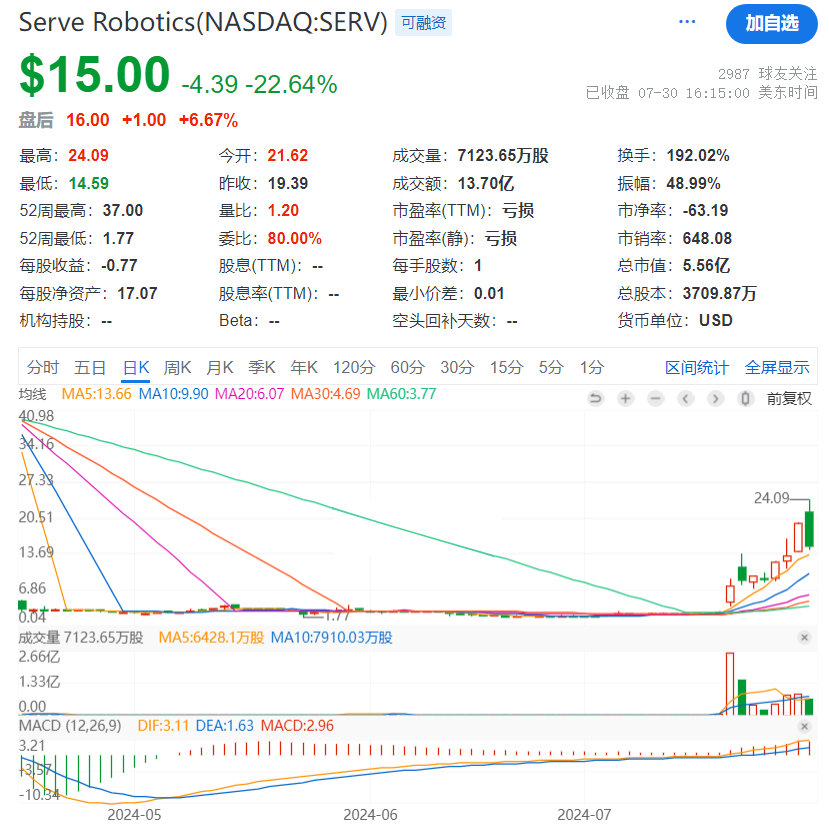 Serve Robotics(NASDAQ:SERV) 可融资 ··· 加自选
$15.00 -4.39 -22.64%
2987 球友关注
已收盘 07-30 16:15:00 美东时间
盘后 16.00 +1.00 +6.67%
最高：24.09 今开：21.62 成交量：7123.65万股 换手：192.02%
最低：14.59 昨收：19.39 成交额：13.70亿 振幅：48.99%
52周最高：37.00 量比：1.20 市盈率(TTM)：亏损 市净率：-63.19
52周最低：1.77 委比：80.00% 市盈率(静)：亏损 市销率：648.08
每股收益：-0.77 股息(TTM)：-- 每手股数：1 总市值：5.56亿
每股净资产：17.07 股息率(TTM)：-- 最小价差：0.01 总股本：3709.87万
机构持股：-- Beta：-- 空头回补天数：-- 货币单位：USD
分时 五日 日K 周K 月K 季K 年K 120分 60分 30分 15分 5分 1分 区间统计 全屏显示
均线 MA5:13.66 MA10:9.90 MA20:6.07 MA30:4.69 MA60:3.77 前复权
40.98
34.16
27.33
20.51
24.09
13.69
6.86
0.04
1.77
成交量 7123.65万股 MA5:6428.1万股 MA10:7910.03万股
2.66亿
1.33亿
0.00
MACD (12,26,9) DIF:3.11 DEA:1.63 MACD:2.96
3.21
-3.57
-10.34
2024-05 2024-06 2024-07